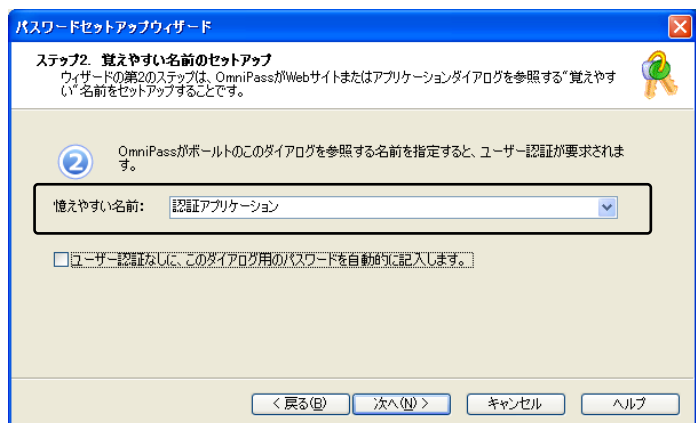 パスワードセットアップウィザード
ステップ2. 覚えやすい名前のセットアップ
ウィザードの第2のステップは、OmniPassがWebサイトまたはアプリケーションダイアログを参照する"覚えやす
い"名前をセットアップすることです。
2
OmniPassがボールトのこのダイアログを参照する名前を指定すると、ユーザー認証が要求されま
す。
憶えやすい名前: 認証アプリケーション
ユーザー認証なしに、このダイアログ用のパスワードを自動的に記入します。
< 戻る(B) 次へ(N) > キャンセル ヘルプ